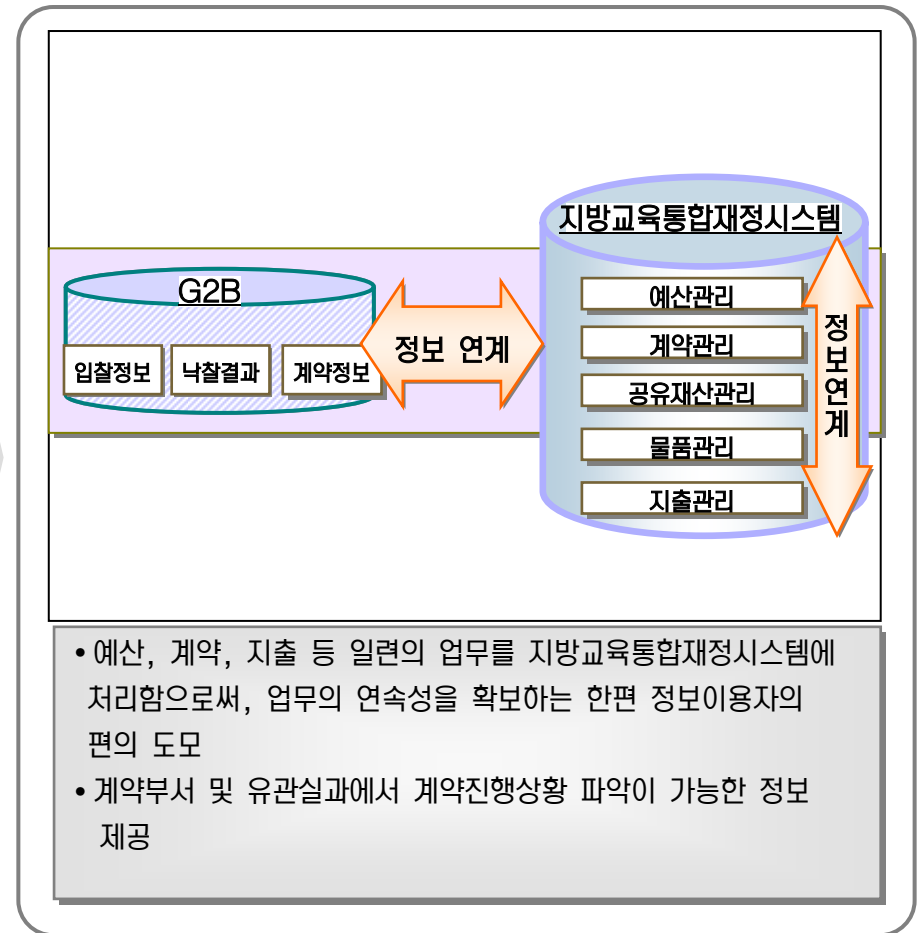 지방교육통합재정시스템
G2B
입찰정보
낙찰결과
계약정보
정보 연계
예산관리
계약관리
공유재산관리
물품관리
지출관리
정보연계
• 예산, 계약, 지출 등 일련의 업무를 지방교육통합재정시스템에
처리함으로써, 업무의 연속성을 확보하는 한편 정보이용자의
편의 도모
• 계약부서 및 유관실과에서 계약진행상황 파악이 가능한 정보
제공